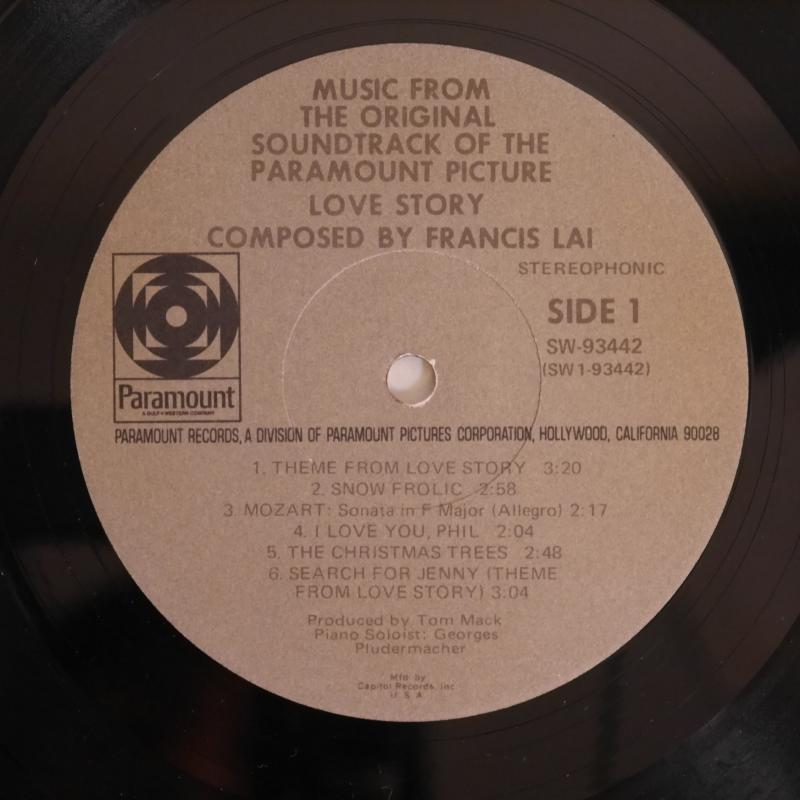 MUSIC FROM
THE ORIGINAL
SOUNDTRACK OF THE
PARAMOUNT PICTURE
LOVE STORY
COMPOSED BY FRANCIS LAI
STEREOPHONIC
SIDE 1
SW-93442
(SW1-93442)
Paramount
A GULF+WESTERN COMPANY
PARAMOUNT RECORDS, A DIVISION OF PARAMOUNT PICTURES CORPORATION, HOLLYWOOD, CALIFORNIA 90028
1. THEME FROM LOVE STORY 3:20
2. SNOW FROLIC 2:58
3. MOZART: Sonata in F Major (Allegro) 2:17
4. I LOVE YOU, PHIL 2:04
5. THE CHRISTMAS TREES 2:48
6. SEARCH FOR JENNY (THEME
FROM LOVE STORY) 3:04
Produced by Tom Mack
Piano Soloist: Georges
Pludermacher
Mfd by
Capitol Records, Inc
U S A